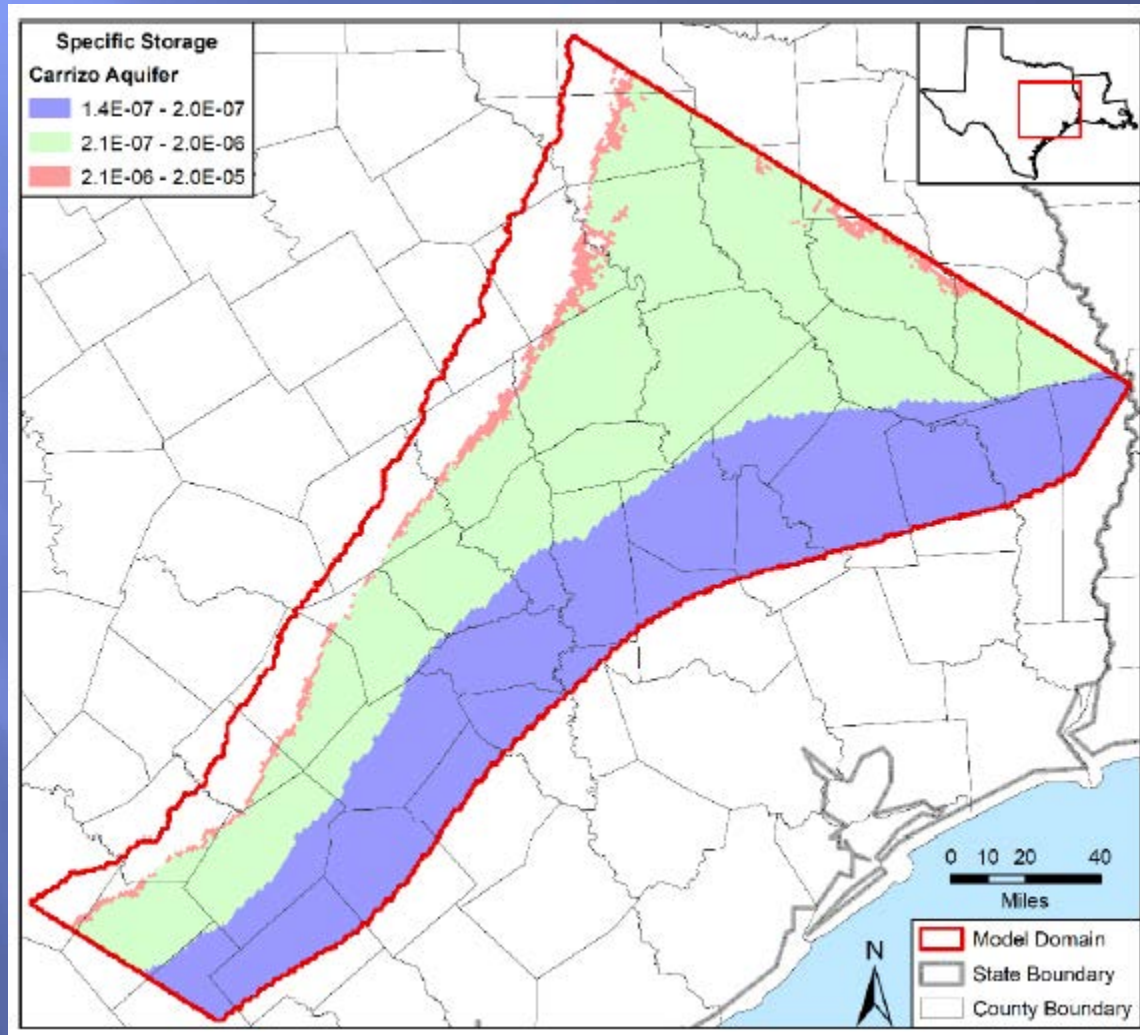 Specific Storage
Carrizo Aquifer
1.4E-07 - 2.0E-07
2.1E-07 - 2.0E-06
2.1E-06 - 2.0E-05
0 10 20 40
Miles
N
Model Domain
State Boundary
County Boundary